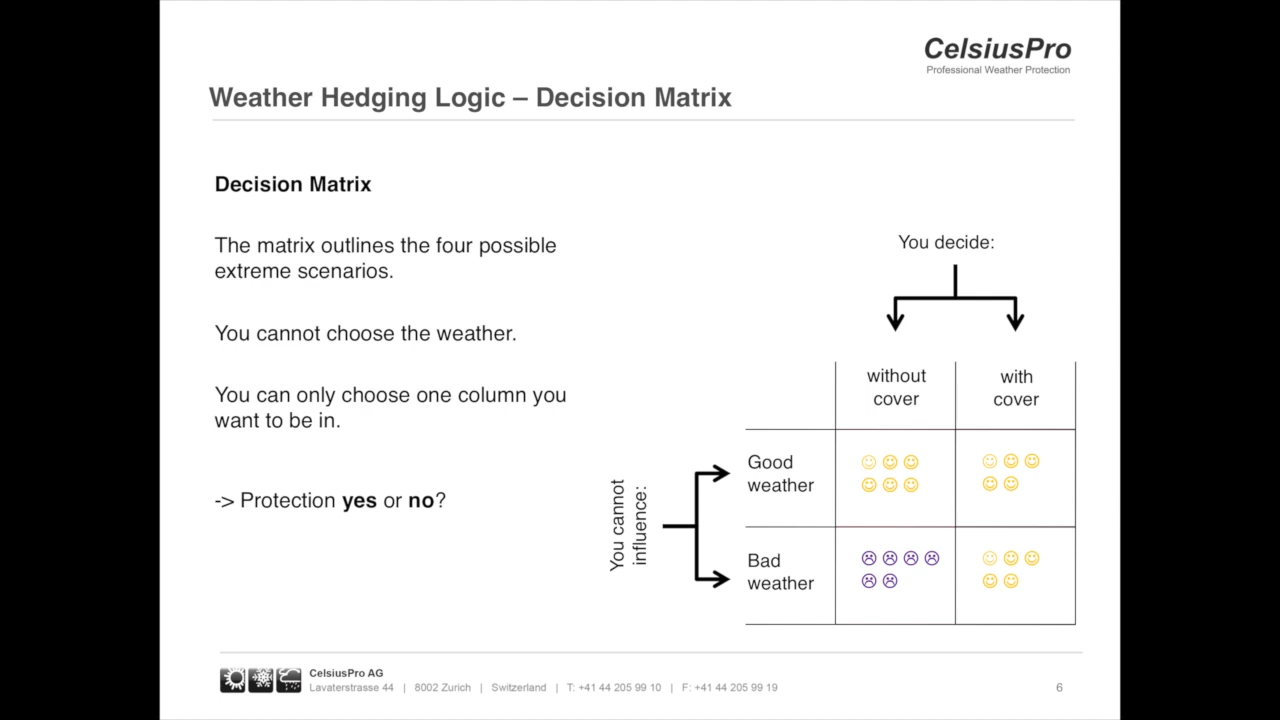 CelsiusPro
Professional Weather Protection
Weather Hedging Logic – Decision Matrix
Decision Matrix
The matrix outlines the four possible
extreme scenarios.
You cannot choose the weather.
You can only choose one column you
want to be in.
-> Protection yes or no?
You decide:
without
cover
with
cover
You cannot
influence:
Good
weather
Bad
weather
CelsiusPro AG
Lavaterstrasse 44 | 8002 Zurich | Switzerland | T: +41 44 205 99 10 | F: +41 44 205 99 19
6